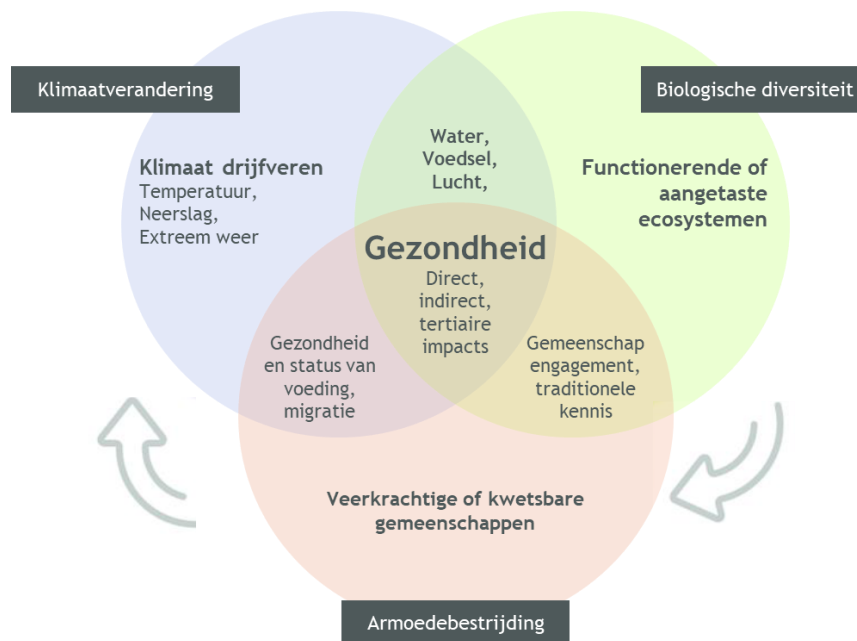 Klimaatverandering
Biologische diversiteit
Klimaat drijfveren
Temperatuur,
Neerslag,
Extreem weer
Water,
Voedsel,
Lucht,
Functionerende of
aangetaste
ecosystemen
Gezondheid
Direct,
indirect,
tertiaire
impacts
Gezondheid
en status van
voeding,
migratie
Gemeenschap
engagement,
traditionele
kennis
Veerkrachtige of kwetsbare
gemeenschappen
Armoedebestrijding